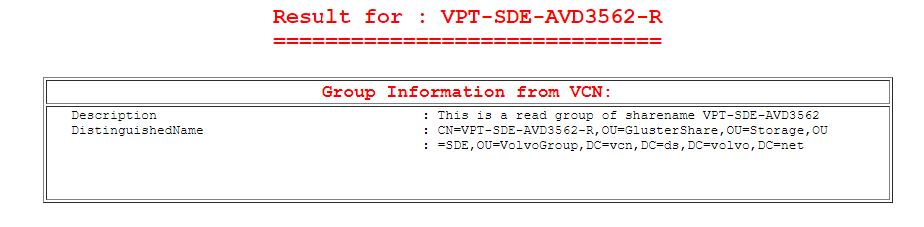 Result for : VPT-SDE-AVD3562-R
==============================
Group Information from VCN:
Description : This is a read group of sharename VPT-SDE-AVD3562
DistinguishedName : CN=VPT-SDE-AVD3562-R,OU=GlusterShare,OU=Storage,OU
: =SDE,OU=VolvoGroup,DC=vcn,DC=ds,DC=volvo,DC=net